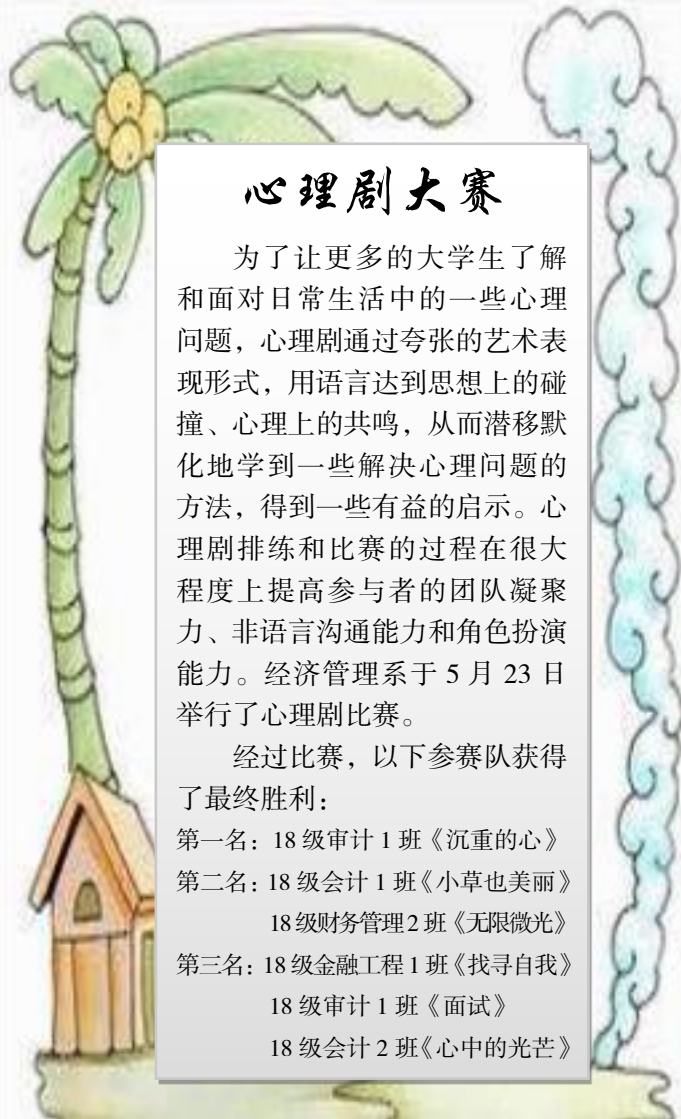 心理剧大赛
为了让更多的大学生了解
和面对日常生活中的一些心理
问题，心理剧通过夸张的艺术表
现形式，用语言达到思想上的碰
撞、心理上的共鸣，从而潜移默
化地学到一些解决心理问题的
方法，得到一些有益的启示。心
理剧排练和比赛的过程在很大
程度上提高参与者的团队凝聚
力、非语言沟通能力和角色扮演
能力。经济管理系于 5 月 23 日
举行了心理剧比赛。
经过比赛，以下参赛队获得
了最终胜利：
第一名：18 级审计 1 班《沉重的心》
第二名：18 级会计 1 班《小草也美丽》
18 级财务管理 2 班《无限微光》
第三名：18 级金融工程 1 班《找寻自我》
18 级审计 1 班《面试》
18 级会计 2 班《心中的光芒》